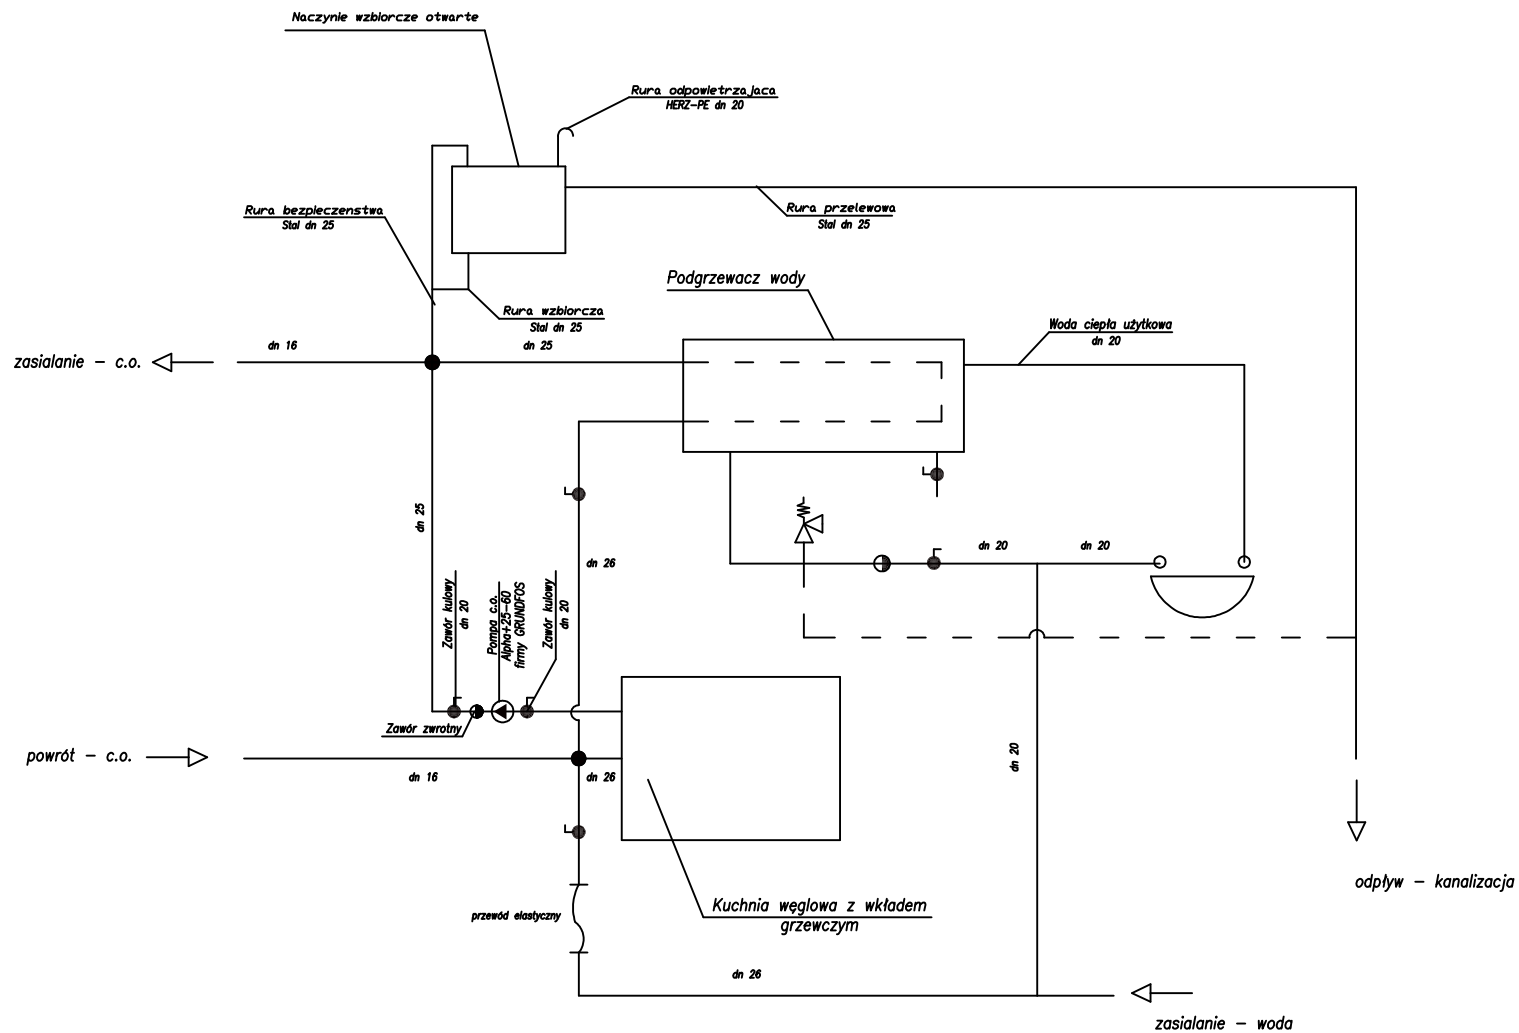 Naczynie wzbiorcze otwarte
Rura odpowietrzajaca
HERZ-PE dn 20
Rura bezpieczenstwa
Stal dn 25
Rura przelewowa
Stal dn 25
Podgrzewacz wody
Rura wzbiorcza
Stal dn 25
Woda ciepła użytkowa
dn 20
zasialanie - c.o.
dn 16
dn 25
dn 25
dn 26
dn 20
dn 20
Zawór kulowy
dn 20
Pompa c.o.
Alpha+25-60
firmy GRUNDFOS
Zawór kulowy
dn 20
Zawór zwrotny
powrót - c.o.
dn 16
dn 26
dn 20
odpływ - kanalizacja
Kuchnia węglowa z wkładem
grzewczym
przewód elastyczny
dn 26
zasialanie - woda